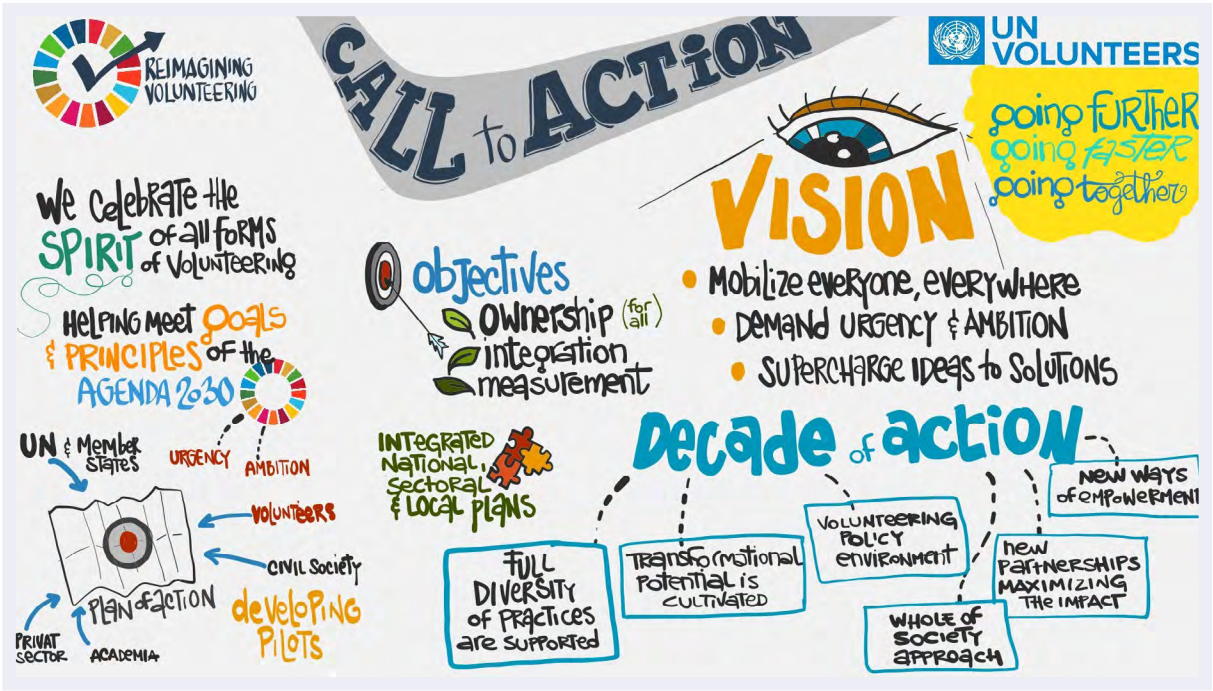 REIMAGINING
VOLUNTEERING
CALL to ACTION
UN
VOLUNTEERS
going FURTHER
going FASTER
going together
We celebrate the
SPIRIT of all FORMS
of VOLUNTEERING
HELPING MEET GOALS
& PRINCIPLES of the
AGENDA 2030
URGENCY
AMBITION
UN & Member
STATES
VOLUNTEERS
CIVIL SOCIETY
PLAN of ACTION
PRIVAT
SECTOR
ACADEMIA
developing
PILOTS
objectives
OWNERSHIP (for
all)
integration
measurement
INTEGRATED
NATIONAL,
SECTORAL
& LOCAL PLANS
VISION
• MOBILIZE EVERYONE, EVERYWHERE
• DEMAND URGENCY & AMBITION
• SUPERCHARGE IDEAS to SOLUTIONS
DECADE of action
FULL
DIVERSITY
OF PRACTICES
are SUPPORTED
TRANSFORMATIONAL
POTENTIAL is
CULTIVATED
VOLUNTEERING
POLICY
ENVIRONMENT
WHOLE OF
SOCIETY
APPROACH
new
PARTNERSHIPS
MAXIMIZING
THE IMPACT
NEW WAYS
of EMPOWERMENT